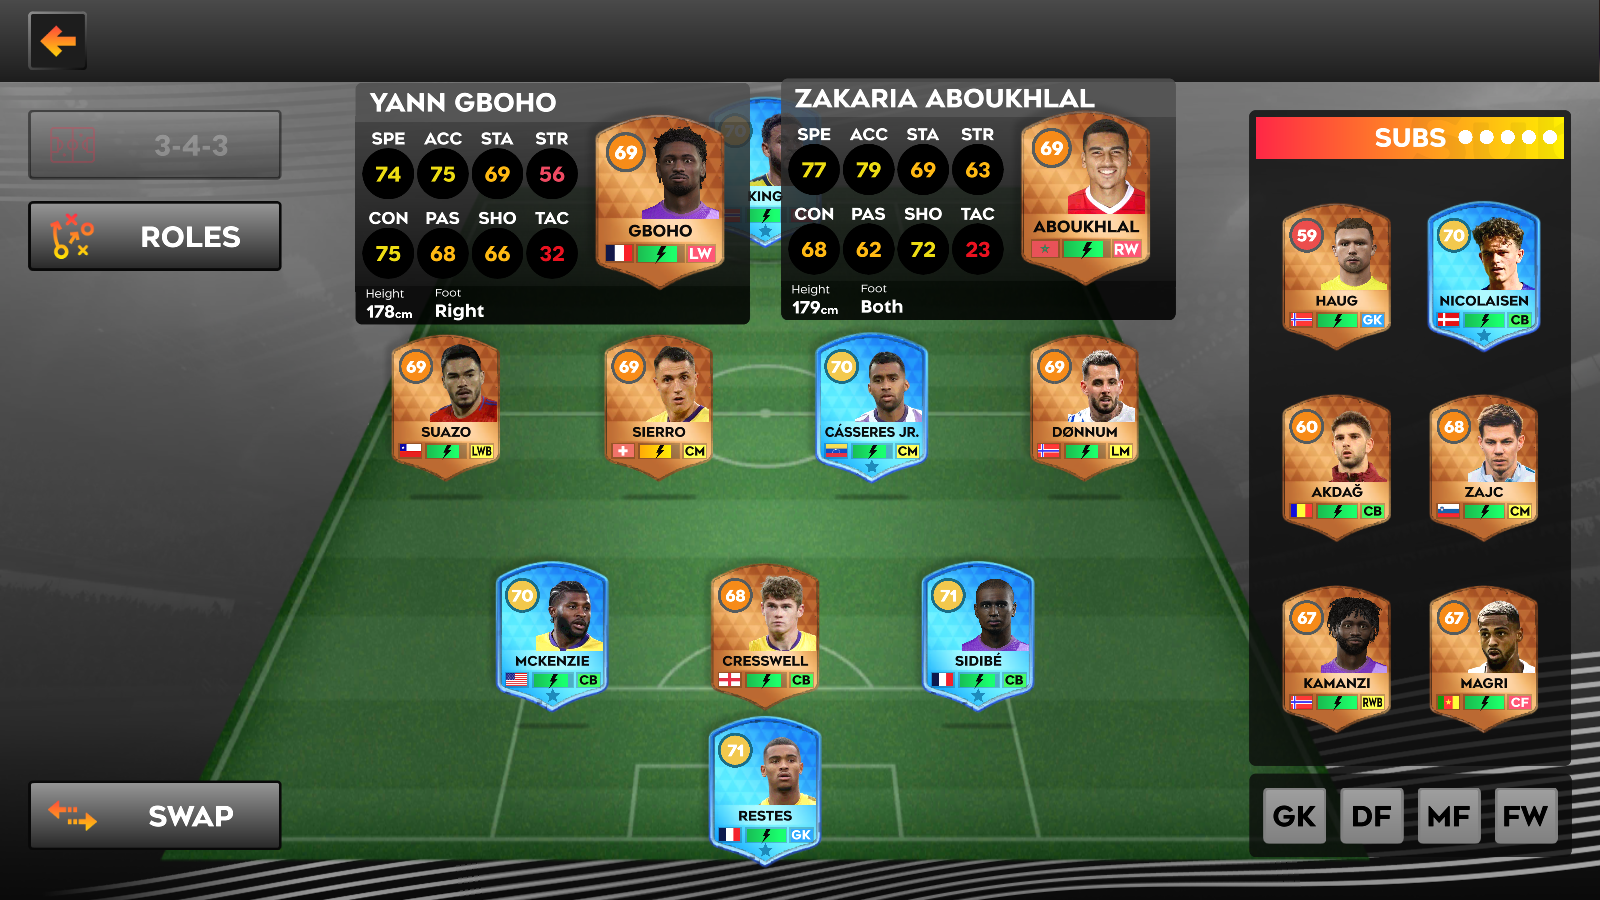 3-4-3
ROLES
SWAP
YANN GBOHO
SPE ACC STA STR
74 75 69 56
CON PAS SHO TAC
75 68 66 32
Height Foot
178cm Right
69
GBOHO
LW
70
KING
ZAKARIA ABOUKHLAL
SPE ACC STA STR
77 79 69 63
CON PAS SHO TAC
68 62 72 23
Height Foot
179cm Both
69
ABOUKHLAL
RW
69
SUAZO
LWB
69
SIERRO
CM
70
CÁSSERES JR.
CM
69
DØNNUM
LM
70
MCKENZIE
CB
68
CRESSWELL
CB
71
SIDIBÉ
CB
71
RESTES
GK
SUBS
59
HAUG
GK
70
NICOLAISEN
CB
60
AKDAĞ
CB
68
ZAJC
CM
67
KAMANZI
RWB
67
MAGRI
CF
GK DF MF FW